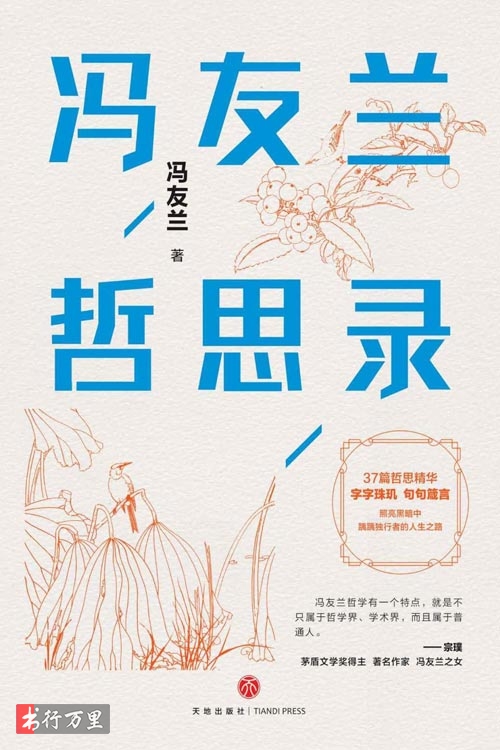 冯友兰
冯友兰
著
哲思录
37篇哲思精华
字字珠玑 句句箴言
照亮黑暗中
踽踽独行者的人生之路
冯友兰哲学有一个特点，就是不
只属于哲学界、学术界，而且属于普
通人。
——宗璞
茅盾文学奖得主 著名作家 冯友兰之女
天地出版社 | TIANDI PRESS
书行万里